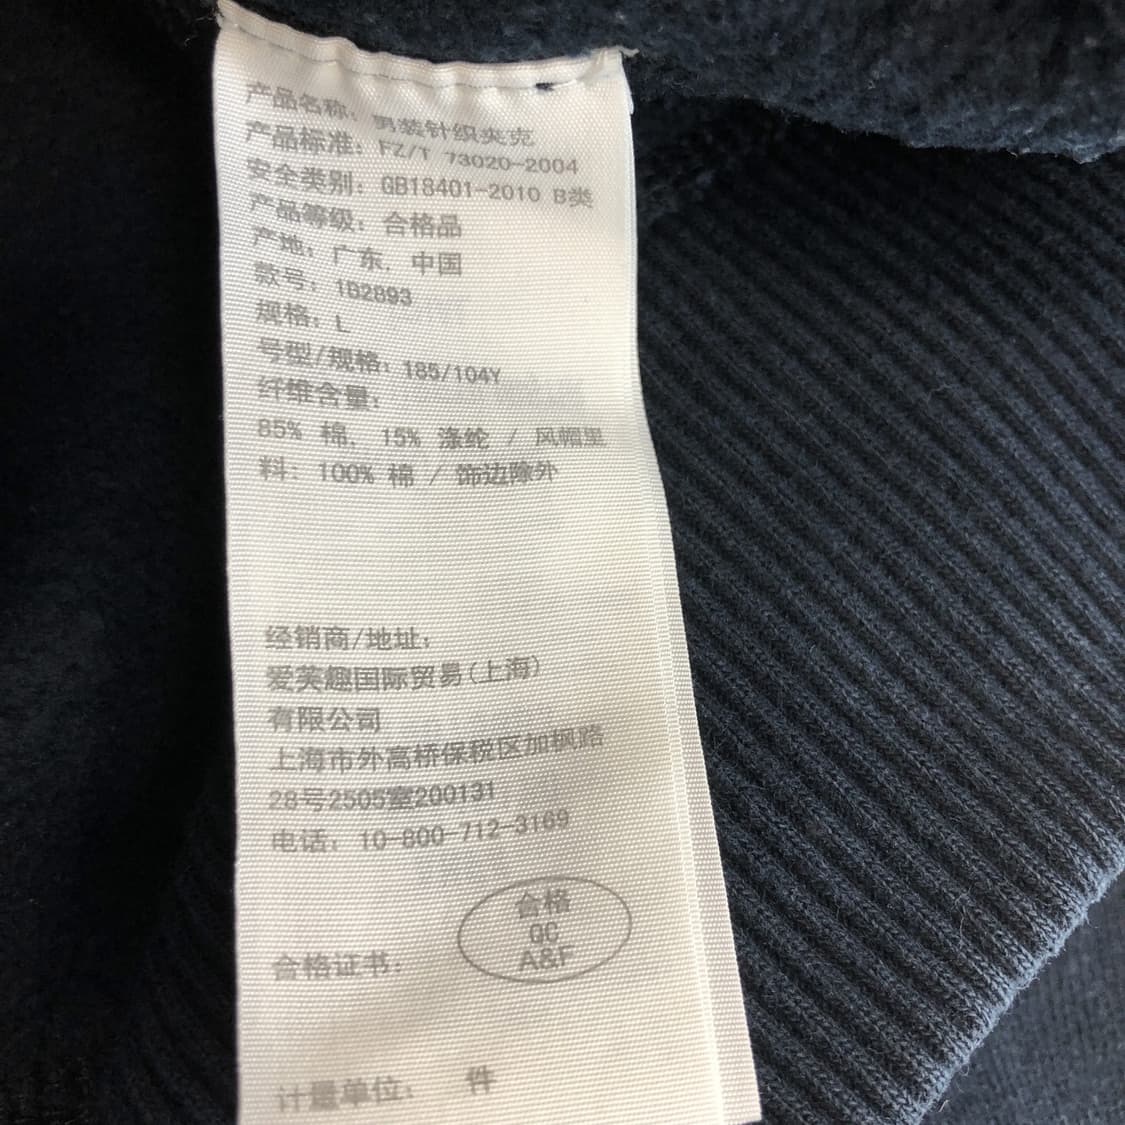 产品名称：男装针织夹克
产品标准：FZ/T 73020-2004
安全类别：GB18401-2010 B类
产品等级：合格品
产地：广东，中国
款号：182893
规格：L
号型/规格：185/104Y
纤维含量：
85% 棉，15% 涤纶 / 风帽里
料：100% 棉 / 饰边除外
经销商/地址：
爱芙趣国际贸易(上海)
有限公司
上海市外高桥保税区加枫路
28号2505室200131
电话：10-800-712-3169
合格
QC
A&F
合格证书：
计量单位： 件